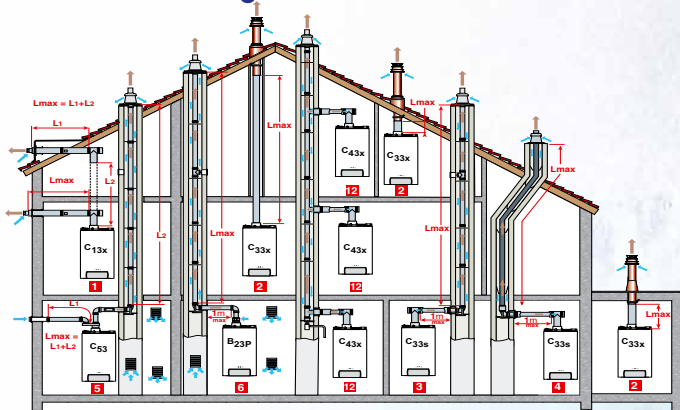 Lmax = L1+L2
L1
L2
Lmax
C13x
1
L1
Lmax =
L1+L2
C53
5
L2
Lmax
1m
max
B23P
6
Lmax
C33x
2
C43x
12
C43x
12
C43x
12
Lmax
C33x
2
Lmax
1m
max
C33s
3
Lmax
1m
max
C33s
4
Lmax
C33x
2